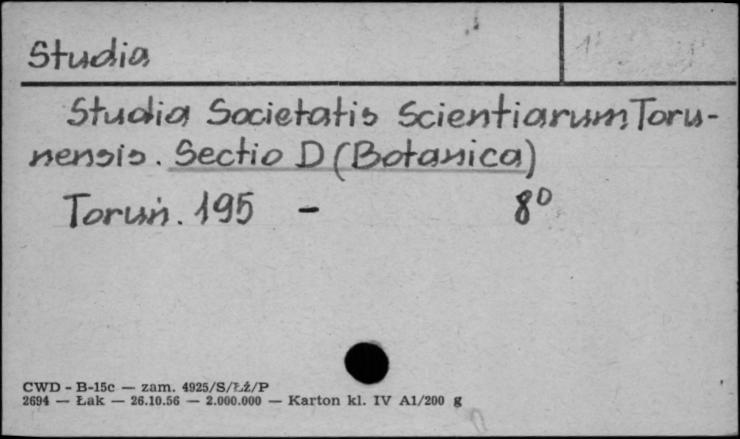 Studia
Studia Societatis Scientiarum Toru-
nensis. Sectio D (Botanica)
Toruń. 195 - 8°
CWD - B-15c — zam. 4925/S/Łż/P
2694 — Łak — 26.10.56 — 2.000.000 — Karton kl. IV A1/200 g